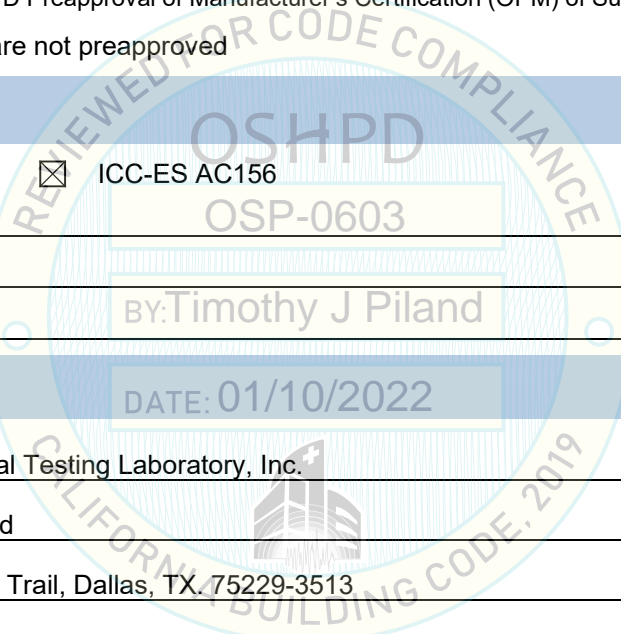 D Preapproval of Manufacturer's Certification (OPM) of Su
are not preapproved
REVIEWED FOR CODE COMPLIANCE
OSHPD
☒ ICC-ES AC156
OSP-0603
BY:Timothy J Piland
DATE: 01/10/2022
al Testing Laboratory, Inc.
d
Trail, Dallas, TX. 75229-3513
CALIFORNIA BUILDING CODE, 2019